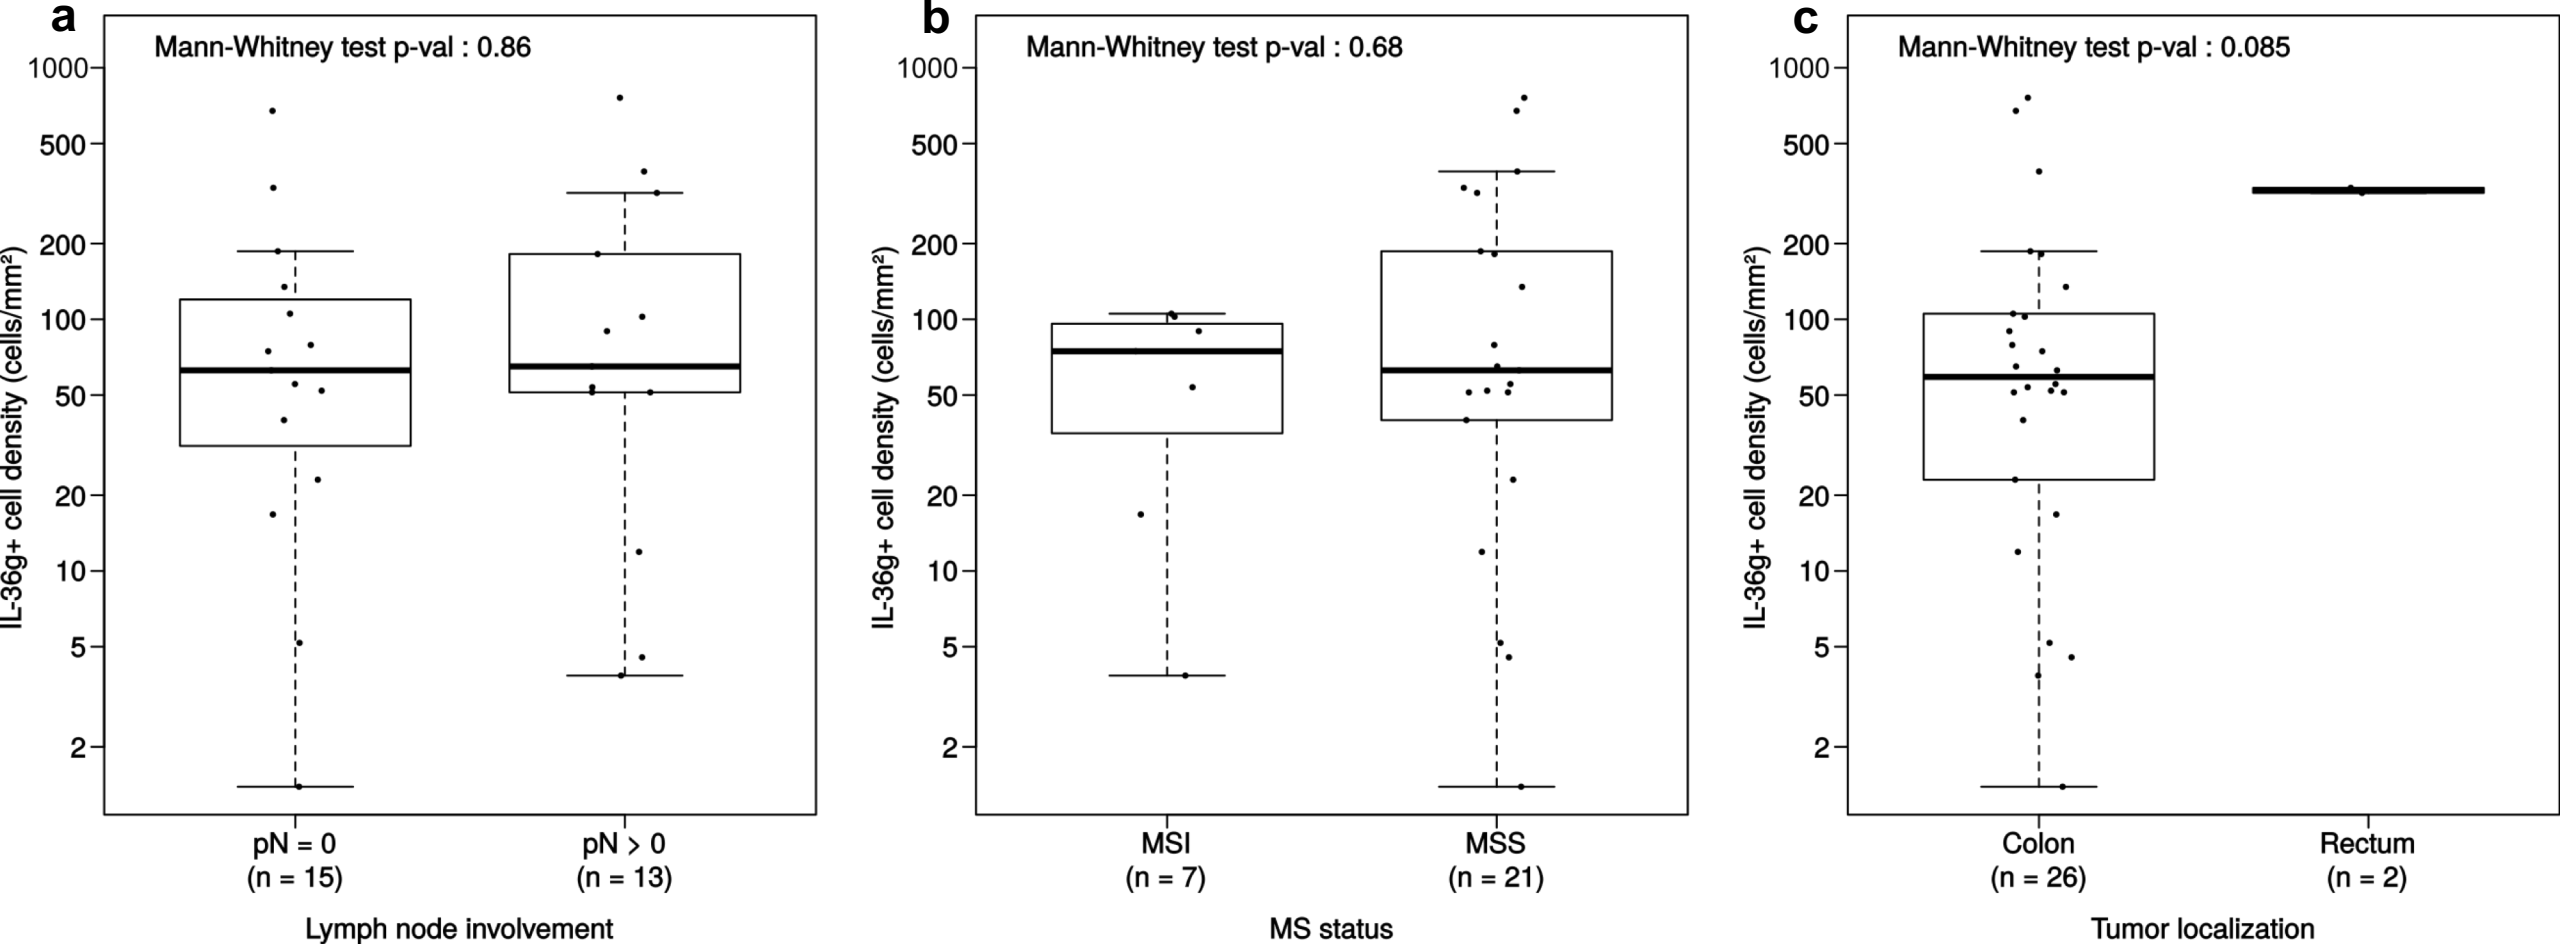 a
Mann-Whitney test p-val : 0.86
1000
500
200
100
50
20
10
5
2
IL-36g+ cell density (cells/mm²)
pN = 0
(n = 15)
pN > 0
(n = 13)
Lymph node involvement
b
Mann-Whitney test p-val : 0.68
1000
500
200
100
50
20
10
5
2
IL-36g+ cell density (cells/mm²)
MSI
(n = 7)
MSS
(n = 21)
MS status
c
Mann-Whitney test p-val : 0.085
1000
500
200
100
50
20
10
5
2
IL-36g+ cell density (cells/mm²)
Colon
(n = 26)
Rectum
(n = 2)
Tumor localization